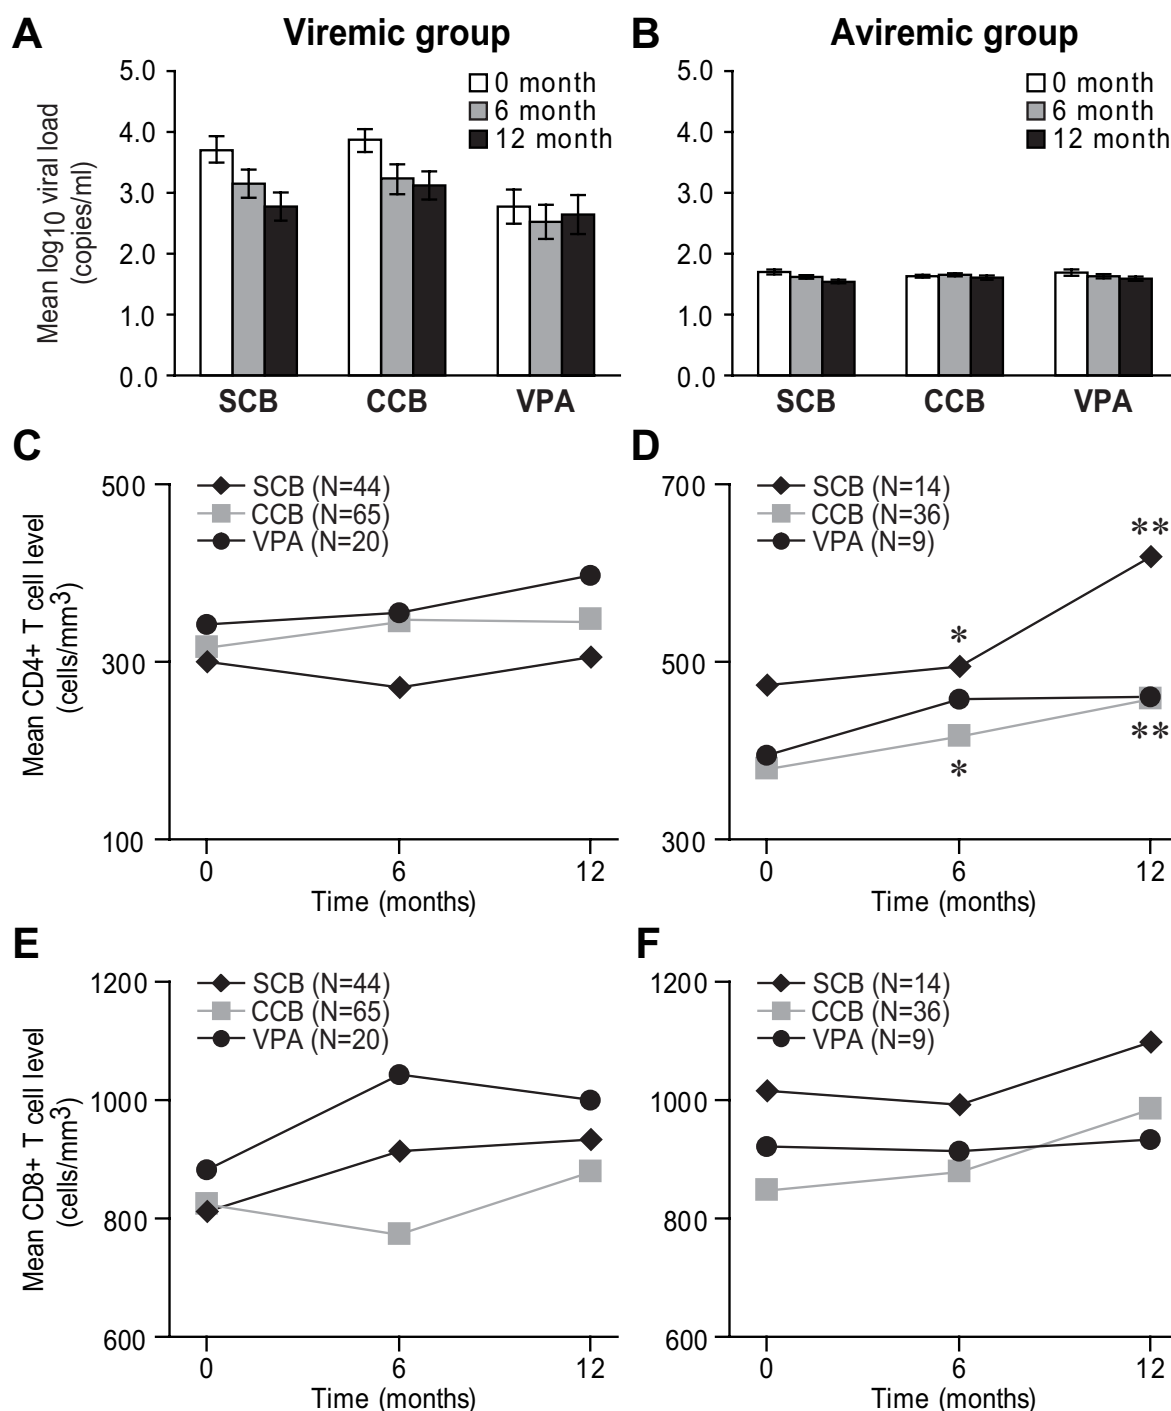 A Viremic group
5.0
4.0
3.0
2.0
1.0
0.0
Mean log10 viral load
(copies/ml)
0 month
6 month
12 month
SCB CCB VPA
B Aviremic group
5.0
4.0
3.0
2.0
1.0
0.0
0 month
6 month
12 month
SCB CCB VPA
C
500
300
100
Mean CD4+ T cell level
(cells/mm3)
SCB (N=44)
CCB (N=65)
VPA (N=20)
0 6 12
Time (months)
D
700
500
300
SCB (N=14)
CCB (N=36)
VPA (N=9)
**
*
**
*
0 6 12
Time (months)
E
1200
1000
800
600
Mean CD8+ T cell level
(cells/mm3)
SCB (N=44)
CCB (N=65)
VPA (N=20)
0 6 12
Time (months)
F
1200
1000
800
600
SCB (N=14)
CCB (N=36)
VPA (N=9)
0 6 12
Time (months)